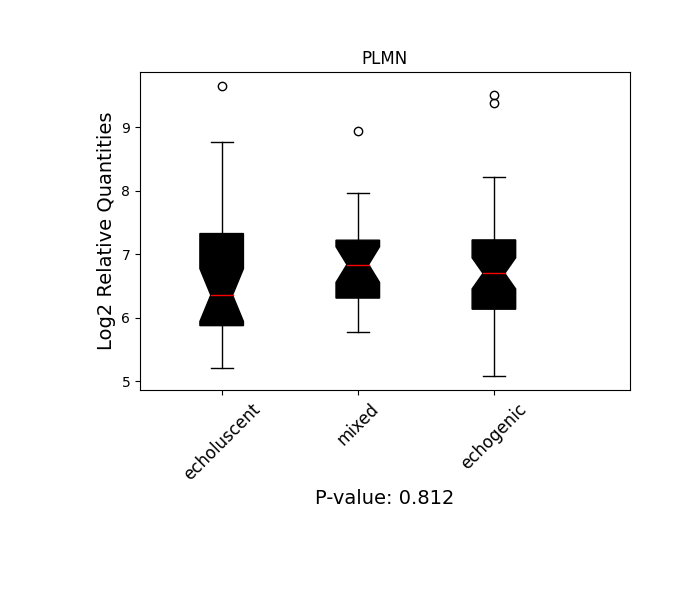 PLMN
Log2 Relative Quantities
9
8
7
6
5
echoluscent
mixed
echogenic
P-value: 0.812